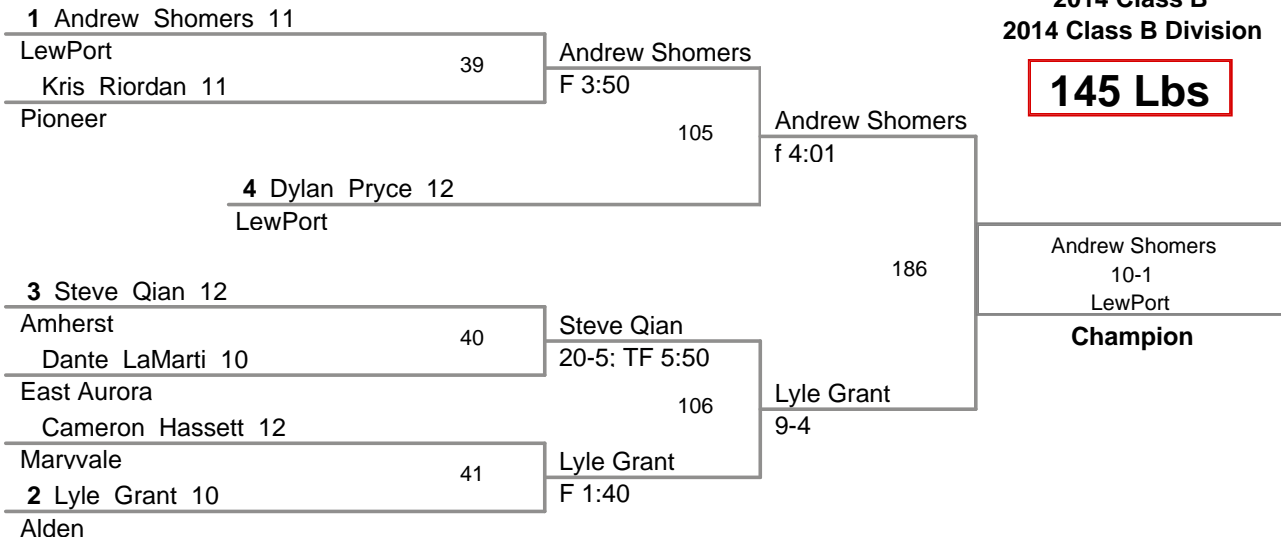 2014 Class B
2014 Class B Division
145 Lbs
1 Andrew Shomers 11
LewPort
39
Kris Riordan 11
Pioneer
Andrew Shomers
F 3:50
105
4 Dylan Pryce 12
LewPort
Andrew Shomers
f 4:01
186
3 Steve Qian 12
Amherst
40
Dante LaMarti 10
East Aurora
Steve Qian
20-5; TF 5:50
106
Cameron Hassett 12
Maryvale
41
2 Lyle Grant 10
Alden
Lyle Grant
F 1:40
Lyle Grant
9-4
Andrew Shomers
10-1
LewPort
Champion